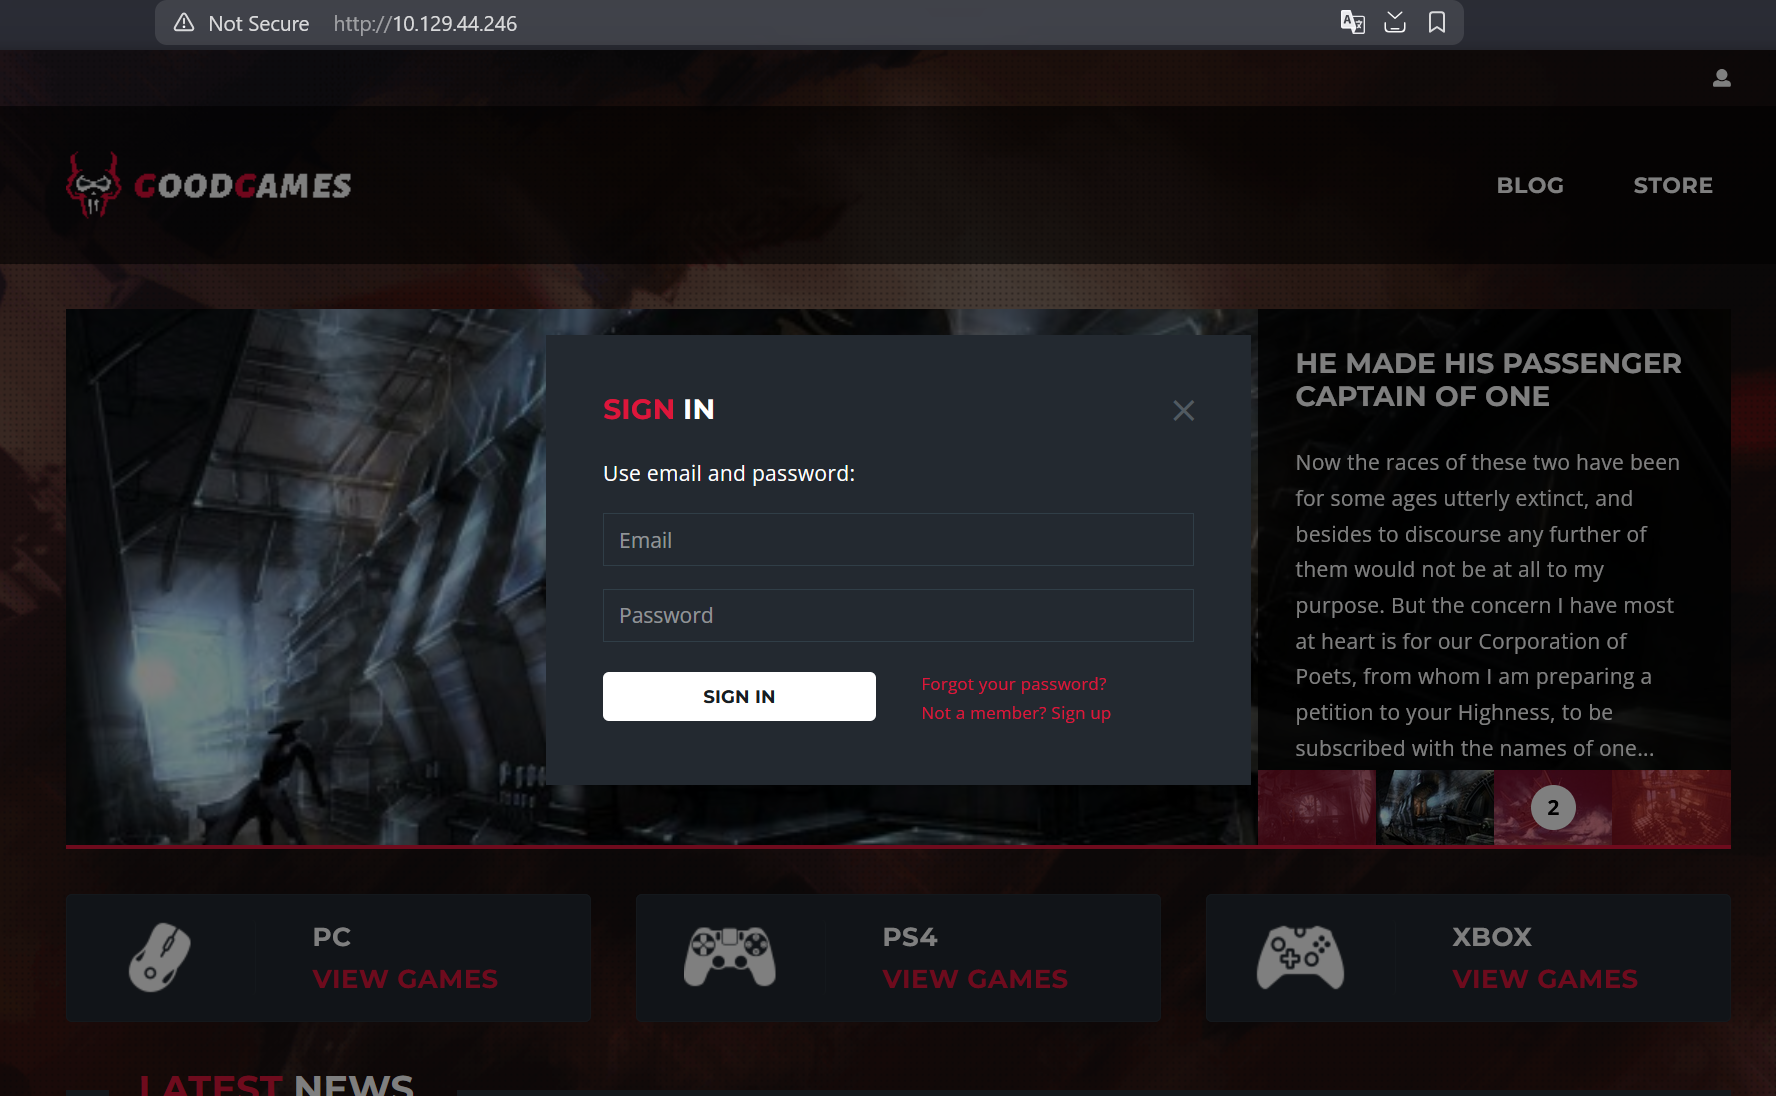 Not Secure http://10.129.44.246
GOODGAMES
BLOG STORE
SIGN IN
Use email and password:
Email
Password
SIGN IN
Forgot your password?
Not a member? Sign up
HE MADE HIS PASSENGER
CAPTAIN OF ONE
Now the races of these two have been
for some ages utterly extinct, and
besides to discourse any further of
them would not be at all to my
purpose. But the concern I have most
at heart is for our Corporation of
Poets, from whom I am preparing a
petition to your Highness, to be
subscribed with the names of one...
2
PC
VIEW GAMES
PS4
VIEW GAMES
XBOX
VIEW GAMES
LATEST NEWS